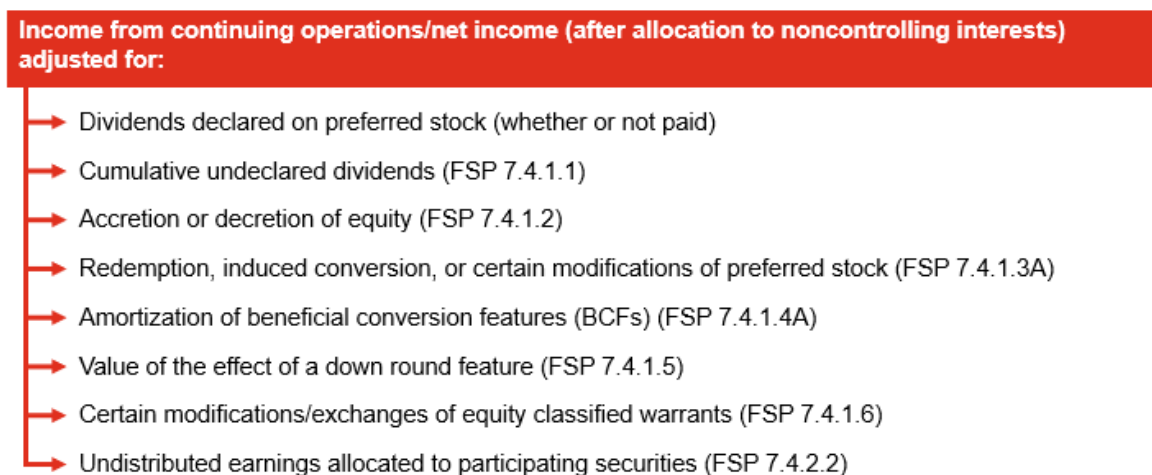 Income from continuing operations/net income (after allocation to noncontrolling interests)
adjusted for:
Dividends declared on preferred stock (whether or not paid)
Cumulative undeclared dividends (FSP 7.4.1.1)
Accretion or decretion of equity (FSP 7.4.1.2)
Redemption, induced conversion, or certain modifications of preferred stock (FSP 7.4.1.3A)
Amortization of beneficial conversion features (BCFs) (FSP 7.4.1.4A)
Value of the effect of a down round feature (FSP 7.4.1.5)
Certain modifications/exchanges of equity classified warrants (FSP 7.4.1.6)
Undistributed earnings allocated to participating securities (FSP 7.4.2.2)